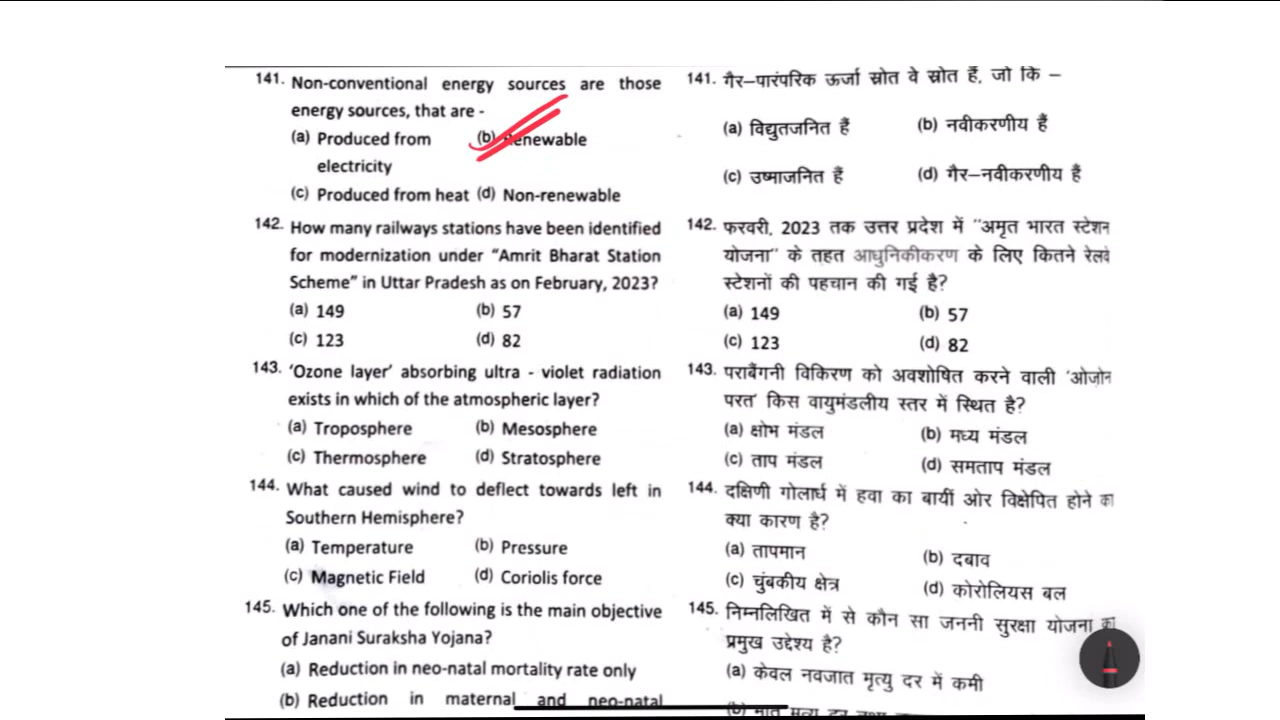 141. Non-conventional energy sources are those
energy sources, that are -
(a) Produced from (b) Renewable
electricity
(c) Produced from heat (d) Non-renewable
142. How many railways stations have been identified
for modernization under “Amrit Bharat Station
Scheme” in Uttar Pradesh as on February, 2023?
(a) 149 (b) 57
(c) 123 (d) 82
143. ‘Ozone layer’ absorbing ultra - violet radiation
exists in which of the atmospheric layer?
(a) Troposphere (b) Mesosphere
(c) Thermosphere (d) Stratosphere
144. What caused wind to deflect towards left in
Southern Hemisphere?
(a) Temperature (b) Pressure
(c) Magnetic Field (d) Coriolis force
145. Which one of the following is the main objective
of Janani Suraksha Yojana?
(a) Reduction in neo-natal mortality rate only
(b) Reduction in maternal and neo-natal
141. गैर–पारंपरिक ऊर्जा स्रोत वे स्रोत हैं, जो कि –
(a) विद्युतजनित हैं (b) नवीकरणीय हैं
(c) उष्माजनित हैं (d) गैर–नवीकरणीय हैं
142. फरवरी, 2023 तक उत्तर प्रदेश में "अमृत भारत स्टेशन
योजना" के तहत आधुनिकीकरण के लिए कितने रेलवे
स्टेशनों की पहचान की गई है?
(a) 149 (b) 57
(c) 123 (d) 82
143. पराबैंगनी विकिरण को अवशोषित करने वाली 'ओज़ोन
परत' किस वायुमंडलीय स्तर में स्थित है?
(a) क्षोभ मंडल (b) मध्य मंडल
(c) ताप मंडल (d) समताप मंडल
144. दक्षिणी गोलार्ध में हवा का बायीं ओर विक्षेपित होने का
क्या कारण है?
(a) तापमान (b) दबाव
(c) चुंबकीय क्षेत्र (d) कोरोलियस बल
145. निम्नलिखित में से कौन सा जननी सुरक्षा योजना का
प्रमुख उद्देश्य है?
(a) केवल नवजात मृत्यु दर में कमी